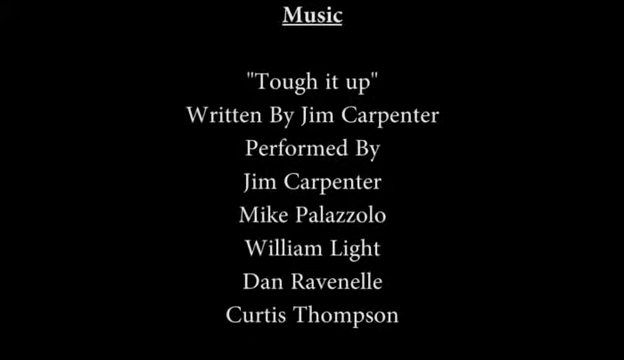 Music
"Tough it up"
Written By Jim Carpenter
Performed By
Jim Carpenter
Mike Palazzolo
William Light
Dan Ravenelle
Curtis Thompson